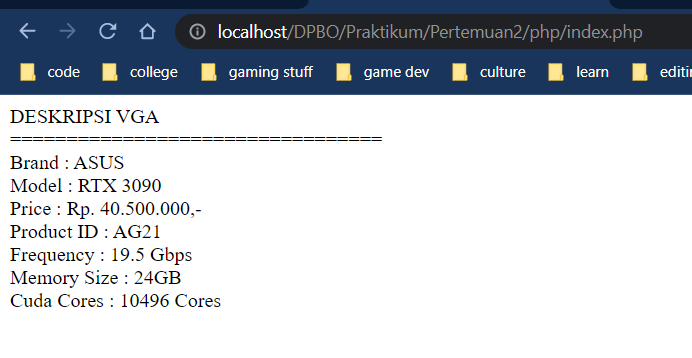 localhost/DPBO/Praktikum/Pertemuan2/php/index.php
code college gaming stuff game dev culture learn
DESKRIPSI VGA
==================================
Brand : ASUS
Model : RTX 3090
Price : Rp. 40.500.000,-
Product ID : AG21
Frequency : 19.5 Gbps
Memory Size : 24GB
Cuda Cores : 10496 Cores